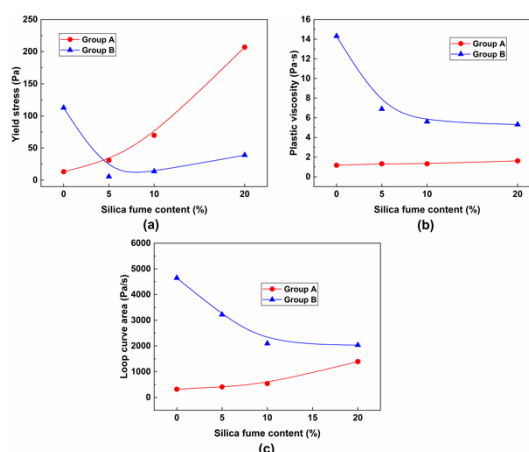 250
200
150
100
50
0
Yield stress (Pa)
Group A
Group B
0 5 10 20
Silica fume content (%)
(a)
16
14
12
10
8
6
4
2
0
Plastic viscosity (Pa·s)
Group A
Group B
0 5 10 20
Silica fume content (%)
(b)
6000
5000
4000
3000
2000
1000
0
Loop curve area (Pa/s)
Group A
Group B
0 5 10 15 20
Silica fume content (%)
(c)